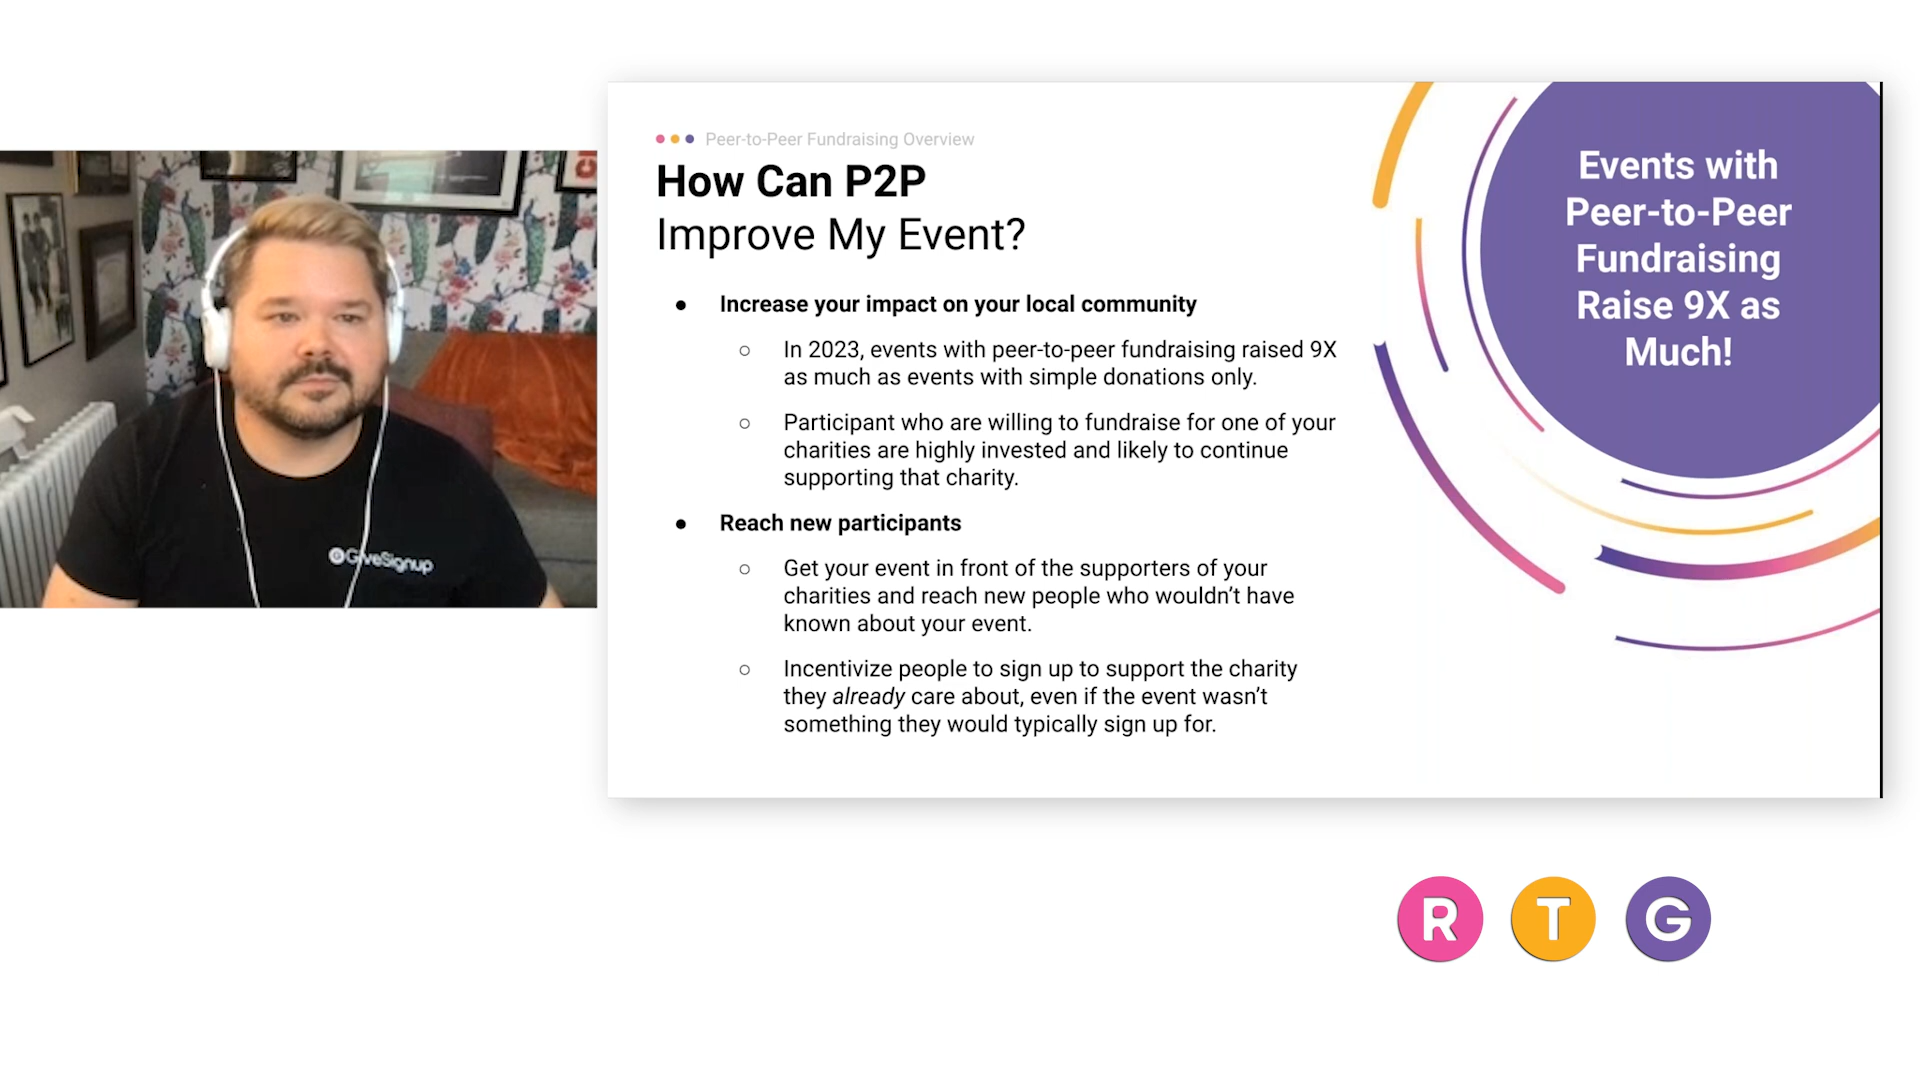 Peer-to-Peer Fundraising Overview
How Can P2P
Improve My Event?
● Increase your impact on your local community
○ In 2023, events with peer-to-peer fundraising raised 9X
as much as events with simple donations only.
○ Participant who are willing to fundraise for one of your
charities are highly invested and likely to continue
supporting that charity.
● Reach new participants
○ Get your event in front of the supporters of your
charities and reach new people who wouldn’t have
known about your event.
○ Incentivize people to sign up to support the charity
they already care about, even if the event wasn’t
something they would typically sign up for.
Events with
Peer-to-Peer
Fundraising
Raise 9X as
Much!
GiveSignup
R T G